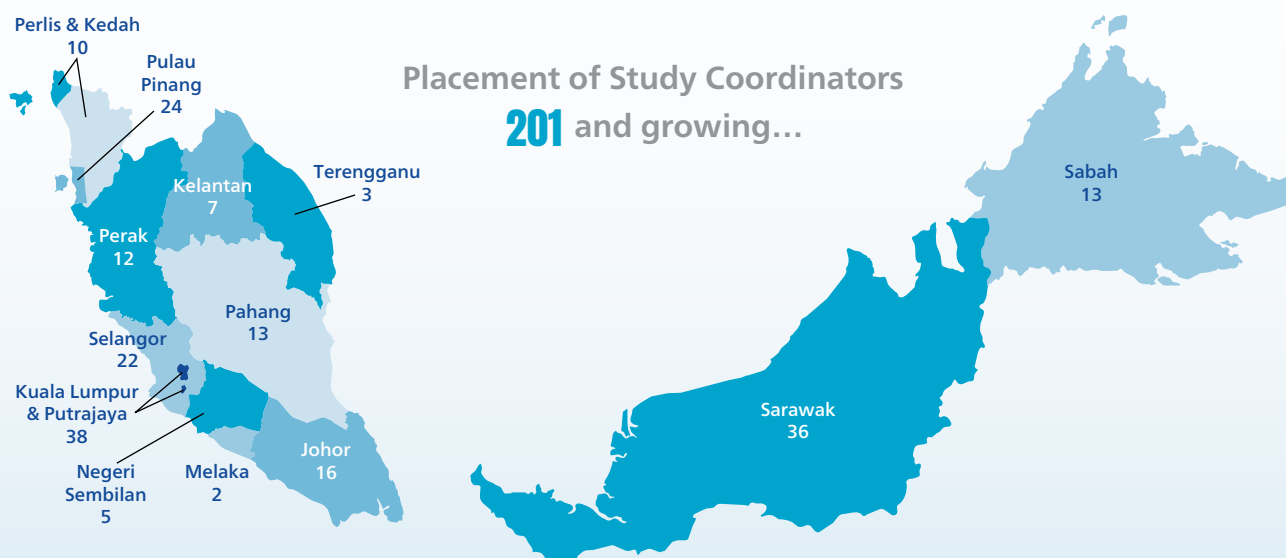 Placement of Study Coordinators
201 and growing...
Perlis & Kedah
10
Pulau
Pinang
24
Kelantan
7
Terengganu
3
Perak
12
Pahang
13
Selangor
22
Kuala Lumpur
& Putrajaya
38
Negeri
Sembilan
5
Melaka
2
Johor
16
Sarawak
36
Sabah
13